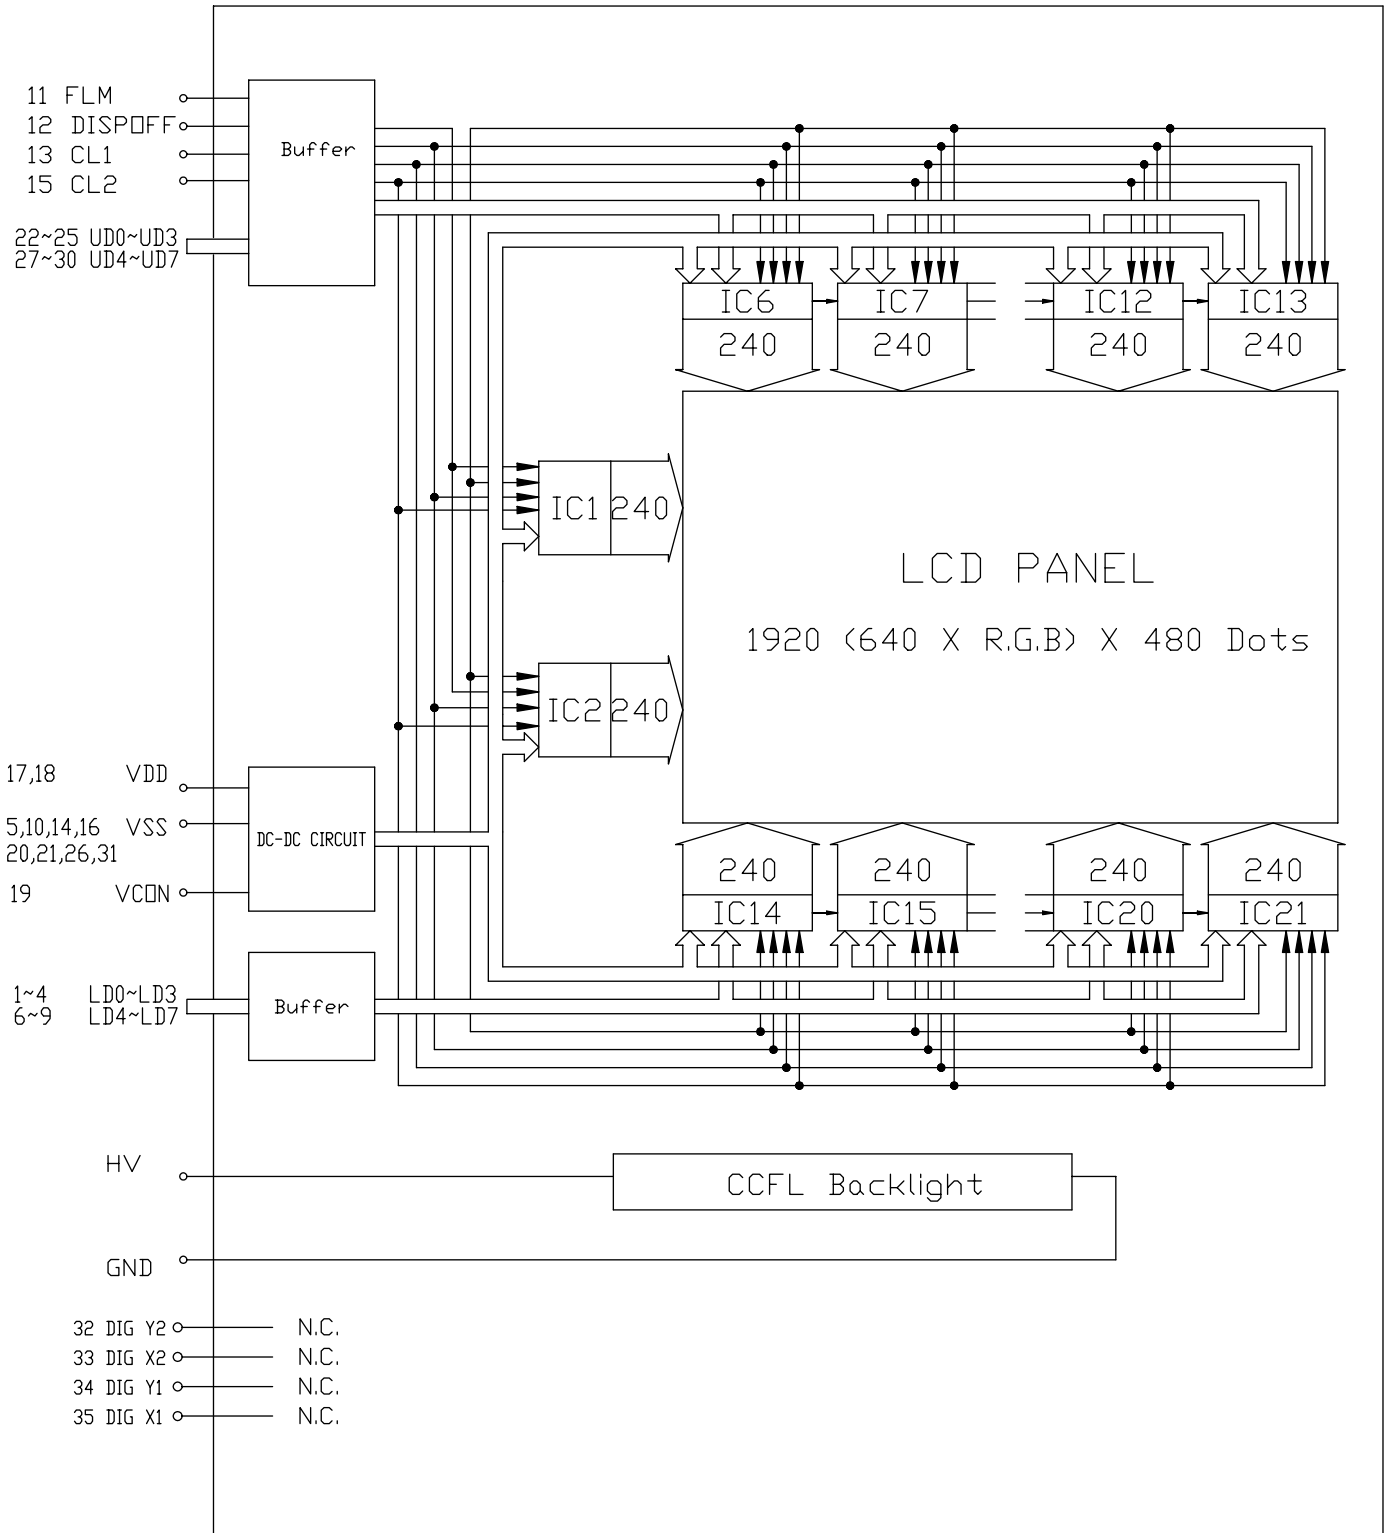 11 FLM
12 DISPOFF
13 CL1
15 CL2
22~25 UD0~UD3
27~30 UD4~UD7
Buffer
IC6
IC7
IC12
IC13
240
240
240
240
IC1 240
LCD PANEL
1920 (640 X R.G.B) X 480 Dots
IC2 240
17,18 VDD
5,10,14,16 VSS
20,21,26,31
19 VCON
DC-DC CIRCUIT
240
240
240
240
IC14
IC15
IC20
IC21
1~4 LD0~LD3
6~9 LD4~LD7
Buffer
HV
CCFL Backlight
GND
32 DIG Y2 N.C.
33 DIG X2 N.C.
34 DIG Y1 N.C.
35 DIG X1 N.C.